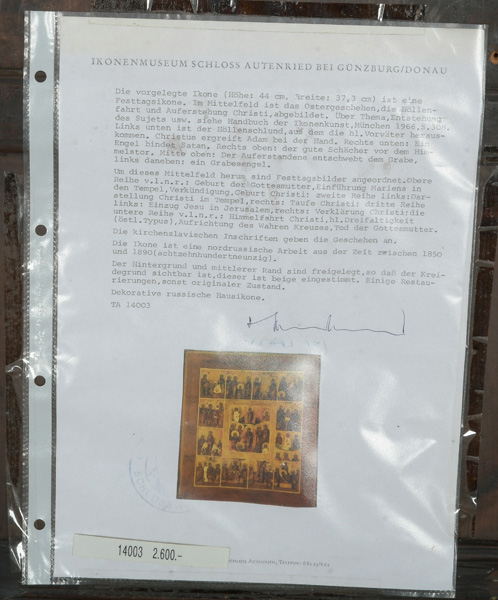 IKONENMUSEUM SCHLOSS AUTENRIED BEI GÜNZBURG/DONAU
Die vorgelegte Ikone (Höhe: 44 cm, Breite: 37,3 cm) ist eine
Festtagsikone. Im Mittelfeld ist das Ostergeschehen,die Höllen-
fahrt und Auferstehung Christi,abgebildet. Über Thema,Entstehung
des Sujets usw. siehe Handbuch der Ikonenkunst,München 1966,S.30
Links unten ist der Höllenschlund,aus dem die hl.Vorväter heraus-
kommen. Christus ergreift Adam bei der Hand. Rechts unten: Ein
Engel bindet Satan, Rechts oben: der gute Schächer vor dem
Mitte oben: Der Auferstandene entschwebt dem Grabe,
links daneben: ein Grabesengel.
Um dieses Mittelfeld herum sind Festtagsbilder angeordnet.Obere
Reihe v.l.n.r.: Geburt der Gottesmutter,Einführung Mariens in
den Tempel,Verkündigung,Geburt Christi; zweite Reihe links:Dar-
stellung Christi im Tempel,rechts: Taufe Christi; dritte Reihe
links: Einzug Jesu in Jerusalem,rechts: Verklärung Christi;die
untere Reihe v.l.n.r.: Himmelfahrt Christi,hl.Dreifaltigkeit
(östl.Typus),Aufrichtung des Wahren Kreuzes,Tod der Gottesmutter.
Die kirchenslavischen Inschriften geben die Geschehen an.
Die Ikone ist eine nordrussische Arbeit aus der Zeit zwischen 1850
und 1890(achtzehnhundertneunzig).
Der Hintergrund und mittlerer Rand sind freigelegt,so daß der Krei-
degrund sichtbar ist,dieser ist beige eingestimmt. Einige Restau-
rierungen,sonst originaler Zustand.
Dekorative russische Hausikone.
TA 14003
14003 2.600.-